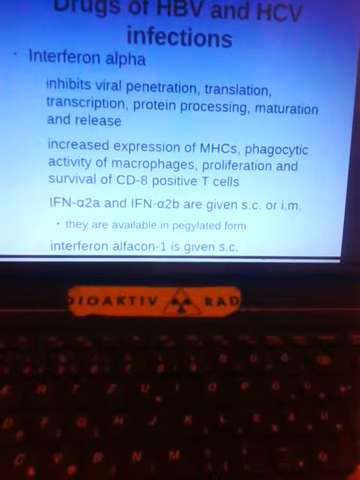 Drugs of HBV and HCV
infections
· Interferon alpha
inhibits viral penetration, translation,
transcription, protein processing, maturation
and release
increased expression of MHCs, phagocytic
activity of macrophages, proliferation and
survival of CD-8 positive T cells
IFN-α2a and IFN-α2b are given s.c. or i.m.
• they are available in pegylated form
interferon alfacon-1 is given s.c.
DIOAKTIV RAD
E R T Z U I O P Ü
D F G H J K L
C V B N M